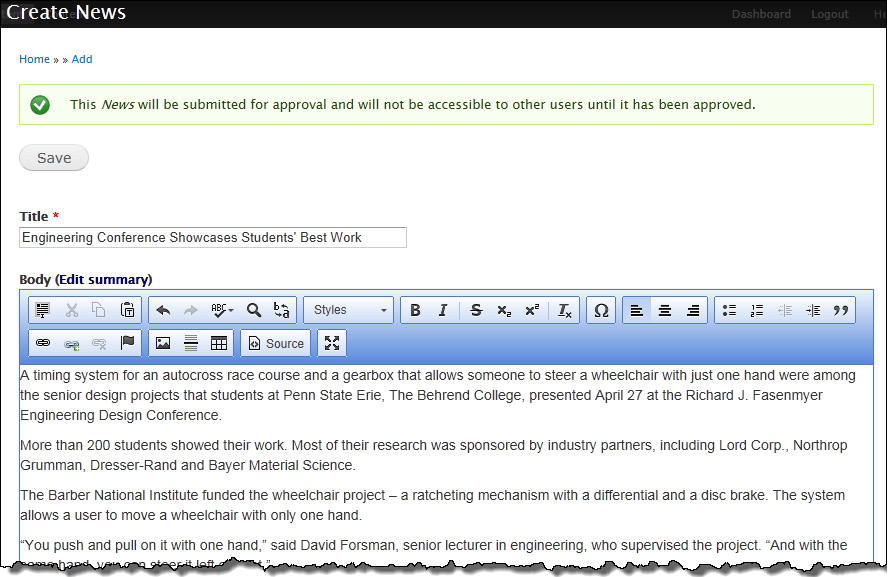 Create News
Dashboard Logout
Home » » Add
This News will be submitted for approval and will not be accessible to other users until it has been approved.
Save
Title *
Engineering Conference Showcases Students' Best Work
Body (Edit summary)
ABC Styles B I S x₂ x² Tx Ω
Source
A timing system for an autocross race course and a gearbox that allows someone to steer a wheelchair with just one hand were among
the senior design projects that students at Penn State Erie, The Behrend College, presented April 27 at the Richard J. Fasenmyer
Engineering Design Conference.
More than 200 students showed their work. Most of their research was sponsored by industry partners, including Lord Corp., Northrop
Grumman, Dresser-Rand and Bayer Material Science.
The Barber National Institute funded the wheelchair project – a ratcheting mechanism with a differential and a disc brake. The system
allows a user to move a wheelchair with only one hand.
“You push and pull on it with one hand,” said David Forsman, senior lecturer in engineering, who supervised the project. “And with the